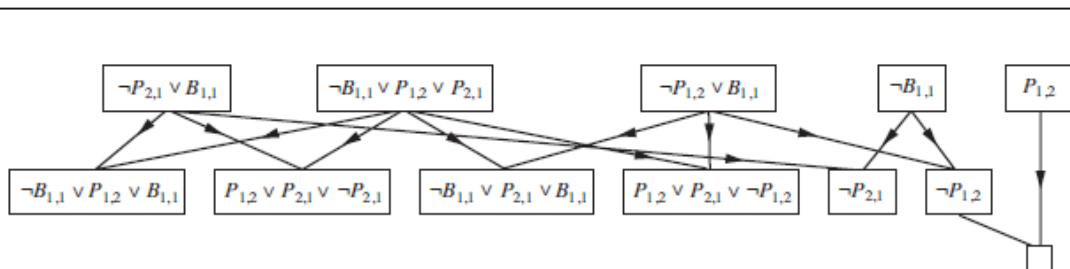 ¬P₂,₁ ∨ B₁,₁ ¬B₁,₁ ∨ P₁,₂ ∨ P₂,₁ ¬P₁,₂ ∨ B₁,₁ ¬B₁,₁ P₁,₂
¬B₁,₁ ∨ P₁,₂ ∨ B₁,₁ P₁,₂ ∨ P₂,₁ ∨ ¬P₂,₁ ¬B₁,₁ ∨ P₂,₁ ∨ B₁,₁ P₁,₂ ∨ P₂,₁ ∨ ¬P₁,₂ ¬P₂,₁ ¬P₁,₂